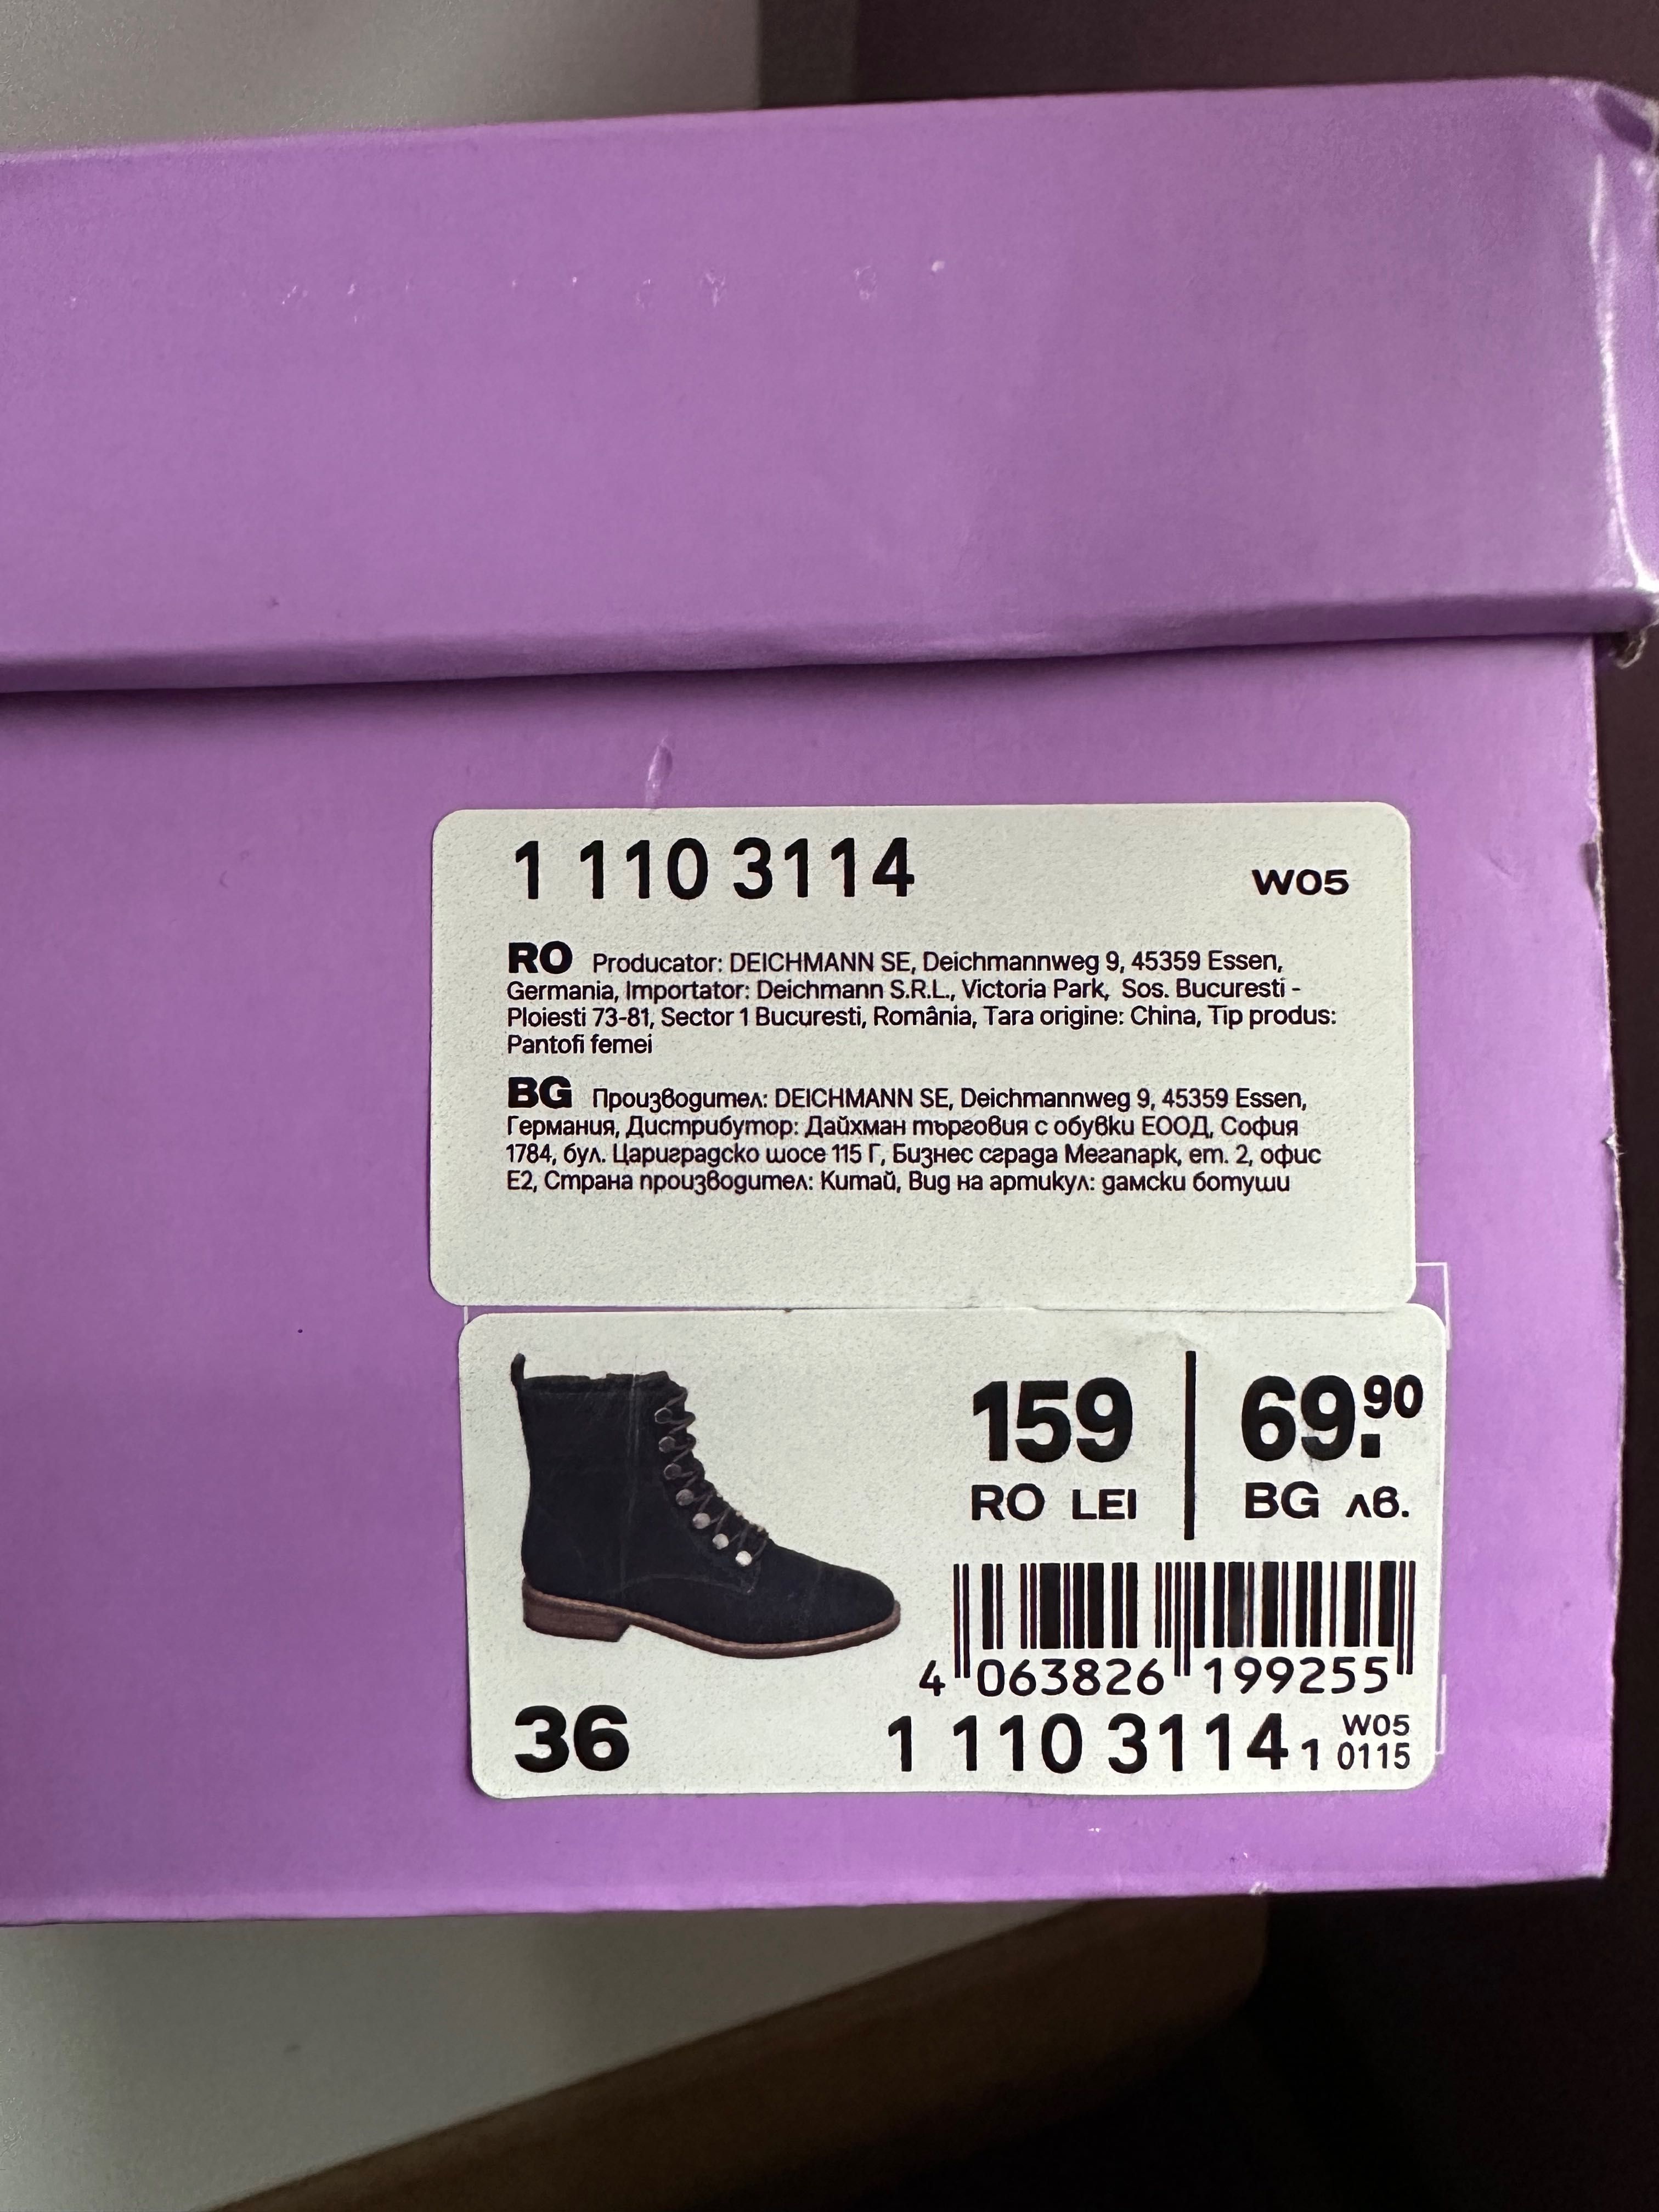 1 110 3114 W05
RO Producator: DEICHMANN SE, Deichmannweg 9, 45359 Essen,
Germania, Importator: Deichmann S.R.L., Victoria Park, Sos. Bucuresti -
Ploiesti 73-81, Sector 1 Bucuresti, România, Tara origine: China, Tip produs:
Pantofi femei
BG Производител: DEICHMANN SE, Deichmannweg 9, 45359 Essen,
Германия, Дистрибутор: Дайхман търговия с обувки ЕООД, София
1784, бул. Цариградско шосе 115 Г, Бизнес сграда Мегапарк, ет. 2, офис
Е2, Страна производител: Китай, Вид на артикул: дамски ботуши
159 69.90
RO LEI BG лв.
4 063826 199255
36 1 110 3114 1 W05
0115